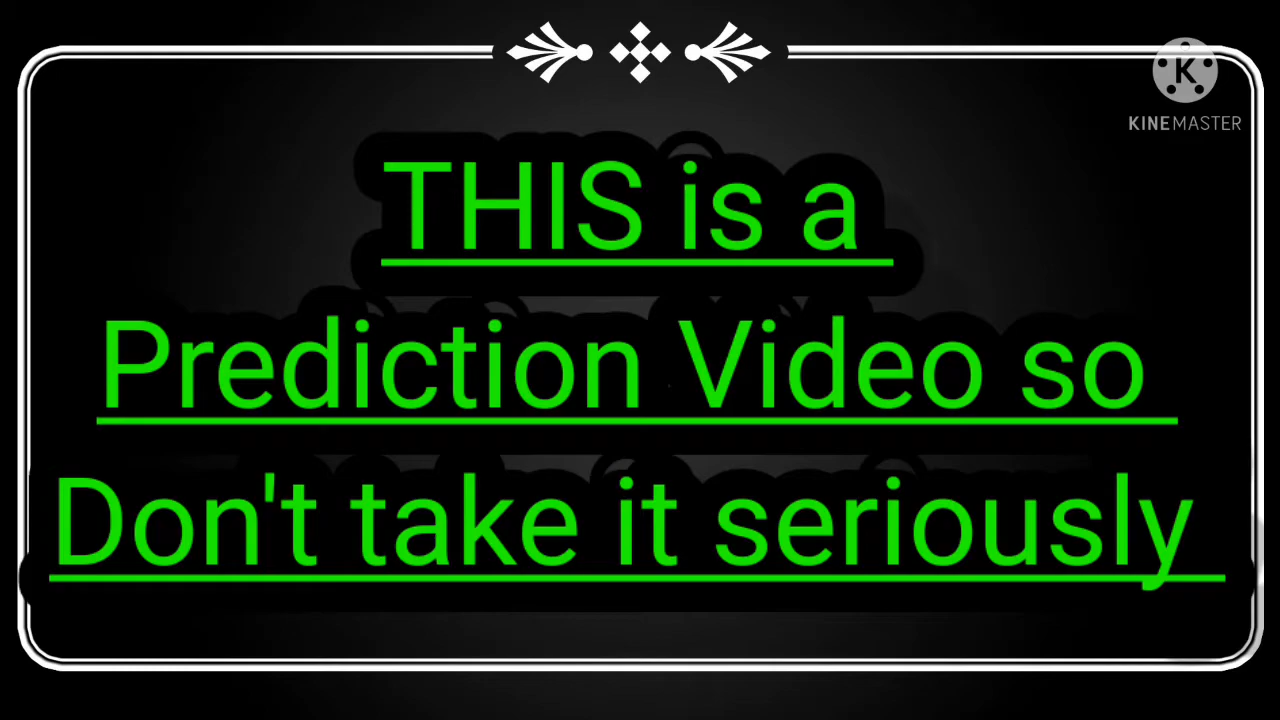 K
KINEMASTER
THIS is a
Prediction Video so
Don't take it seriously